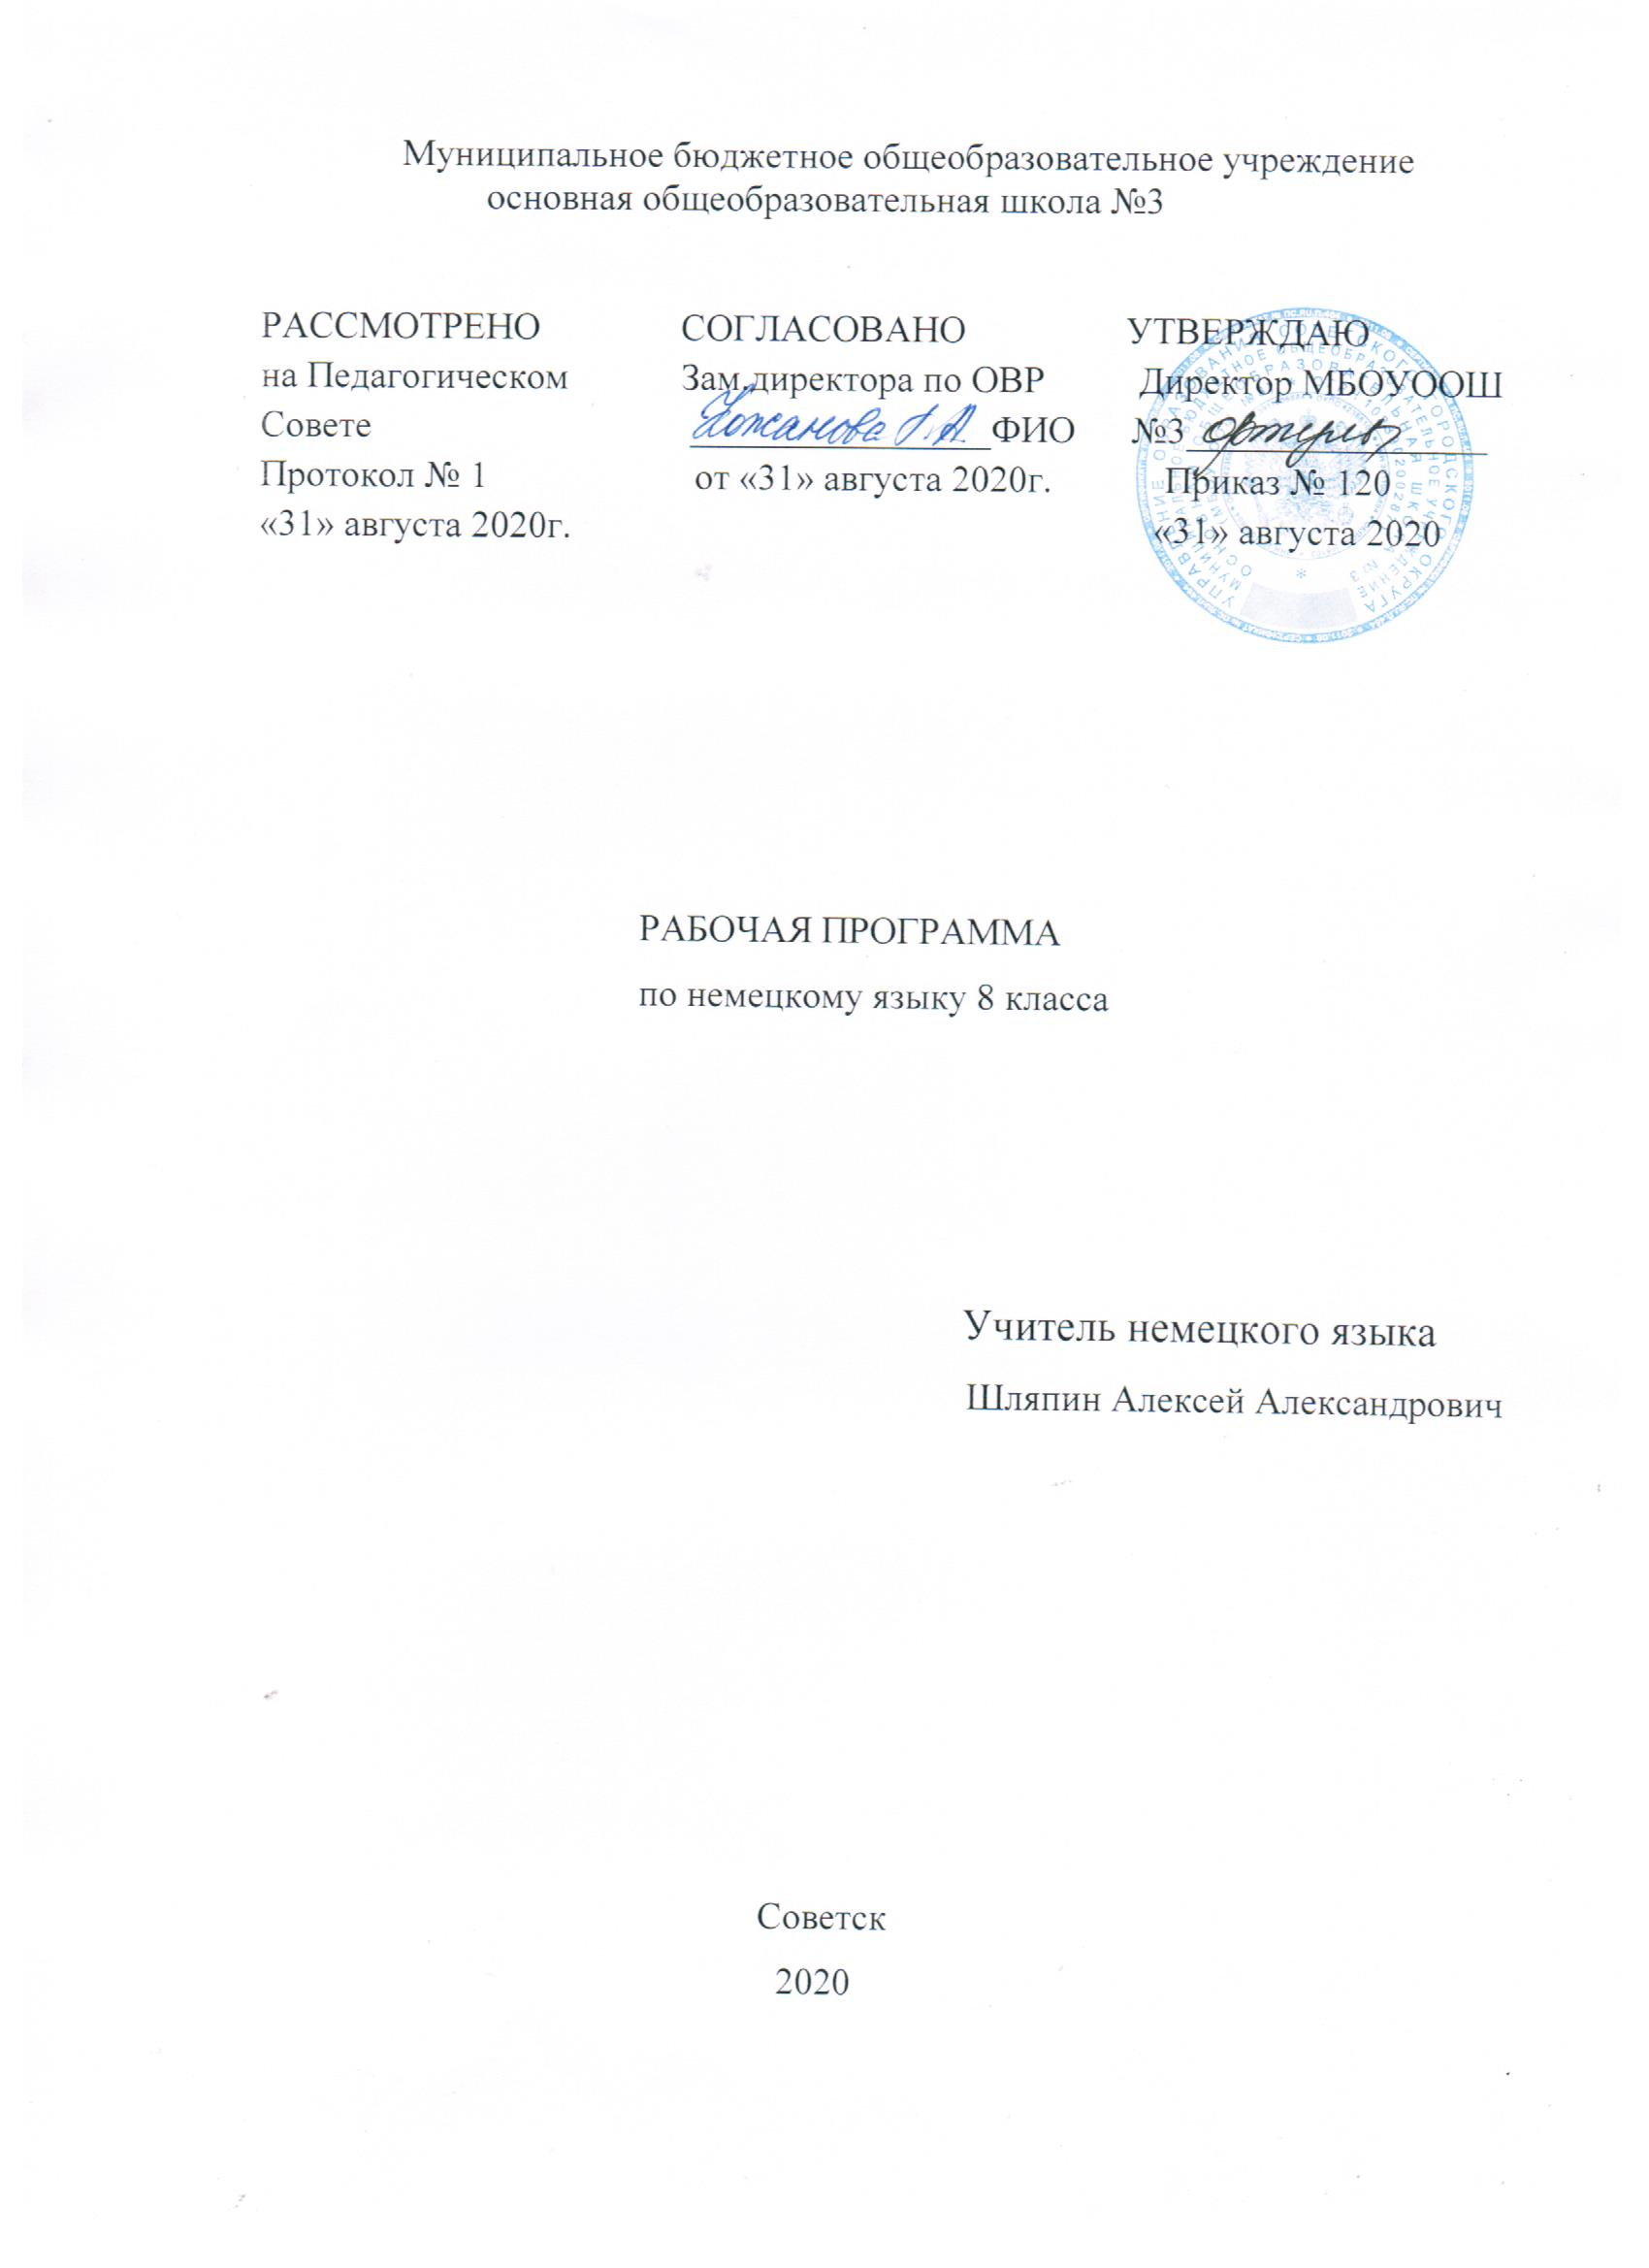 Муниципальное бюджетное общеобразовательное учреждение
основная общеобразовательная школа №3
РАССМОТРЕНО
на Педагогическом
Совете
Протокол № 1
«31» августа 2020г.
СОГЛАСОВАНО
Зам.директора по ОВР
Кожанова Г.А. ФИО
от «31» августа 2020г.
УТВЕРЖДАЮ
Директор МБОУООШ
№3
Приказ № 120
«31» августа 2020
РАБОЧАЯ ПРОГРАММА
по немецкому языку 8 класса
Учитель немецкого языка
Шляпин Алексей Александрович
Советск
2020